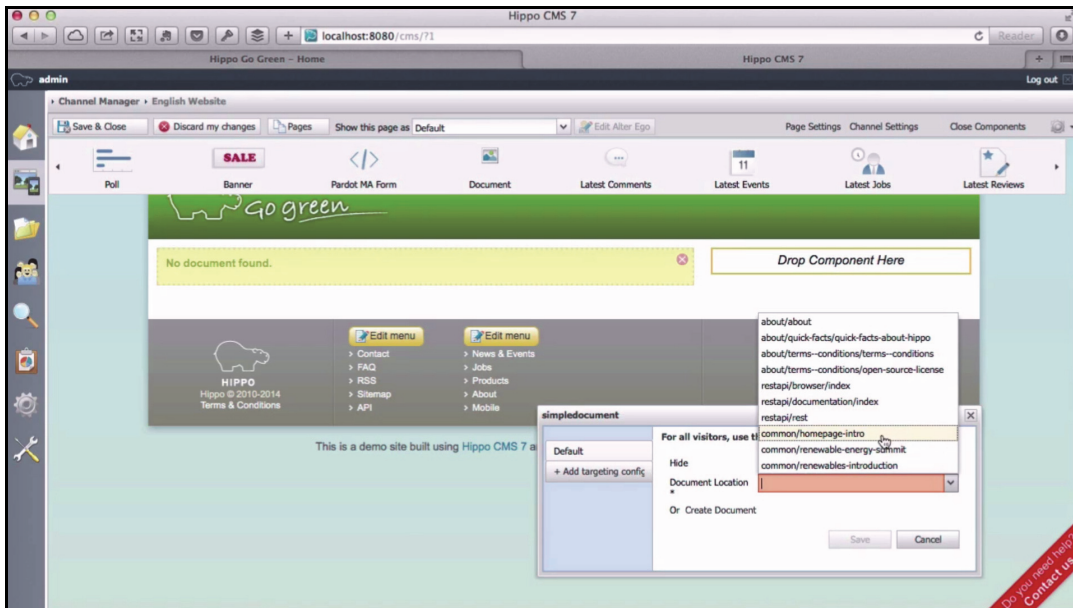 Hippo CMS 7
localhost:8080/cms/?1
Reader
Hippo Go Green – Home
Hippo CMS 7
admin
Log out
Channel Manager
English Website
Save & Close
Discard my changes
Pages
Show this page as
Default
Edit Alter Ego
Page Settings
Channel Settings
Close Components
Poll
SALE
Banner
</>
Pardot MA Form
Document
Latest Comments
11
Latest Events
Latest Jobs
Latest Reviews
Go green
No document found.
Drop Component Here
HIPPO
Hippo © 2010-2014
Terms & Conditions
Edit menu
> Contact
> FAQ
> RSS
> Sitemap
> API
Edit menu
> News & Events
> Jobs
> Products
> About
> Mobile
This is a demo site built using Hippo CMS 7 a
about/about
about/quick-facts/quick-facts-about-hippo
about/terms--conditions/terms--conditions
about/terms--conditions/open-source-license
restapi/browser/index
restapi/documentation/index
restapi/rest
common/homepage-intro
common/renewable-energy-summit
common/renewables-introduction
simpledocument
Default
+ Add targeting config
For all visitors, use t
Hide
Document Location
*
Or Create Document
Save
Cancel
Do you need help?
Contact us